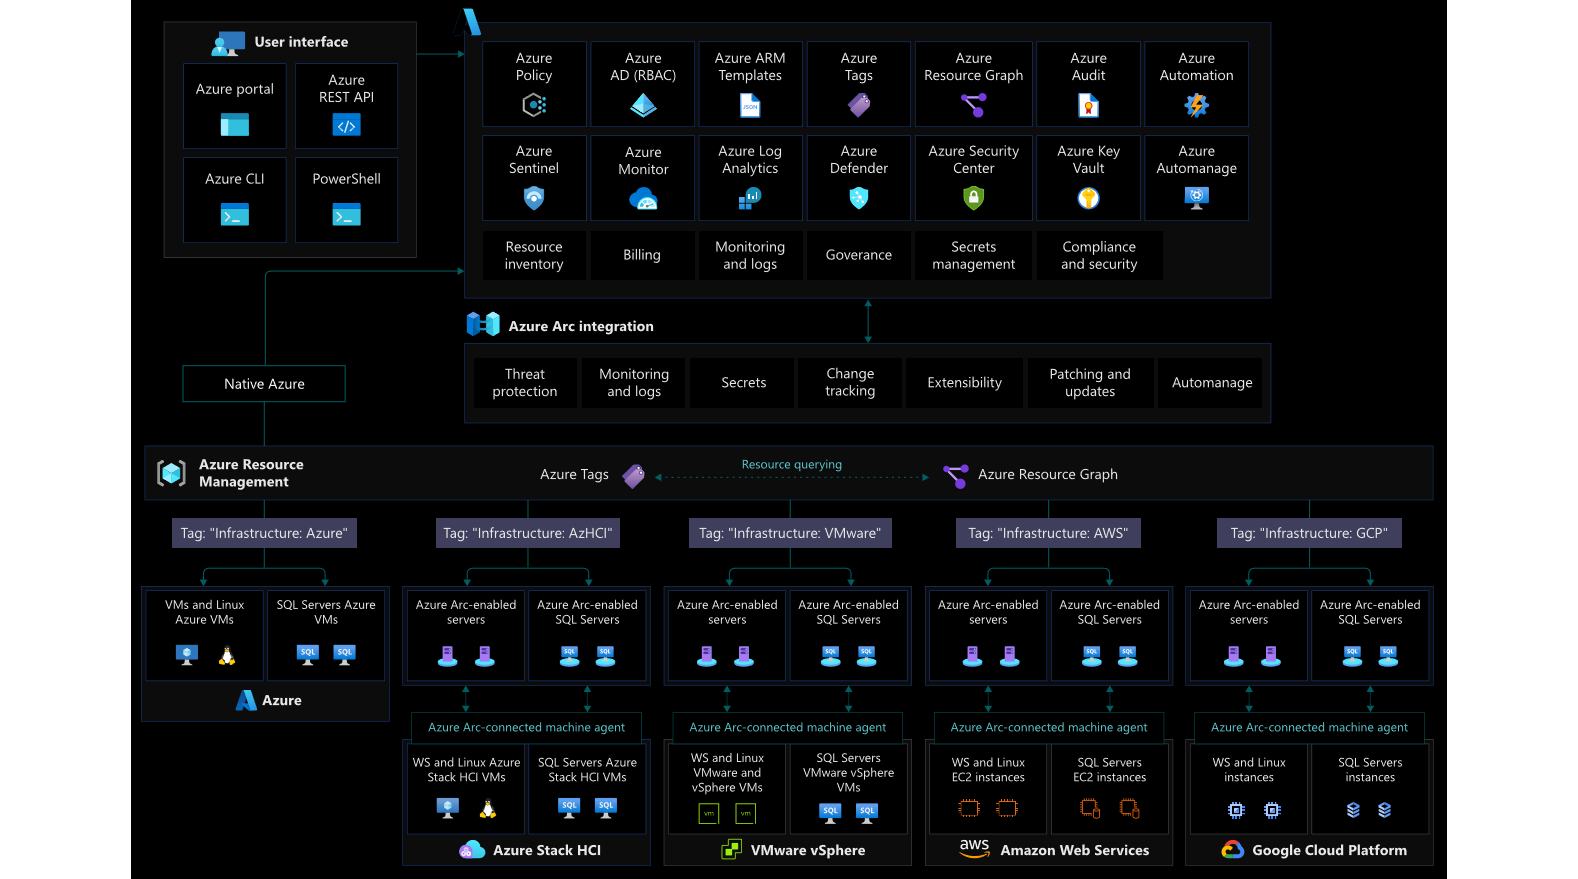 User interface
Azure portal
Azure
REST API
Azure CLI
PowerShell
Azure
Policy
Azure
AD (RBAC)
Azure ARM
Templates
JSON
Azure
Tags
Azure
Resource Graph
Azure
Audit
Azure
Automation
Azure
Sentinel
Azure
Monitor
Azure Log
Analytics
Azure
Defender
Azure Security
Center
Azure Key
Vault
Azure
Automanage
Resource
inventory
Billing
Monitoring
and logs
Goverance
Secrets
management
Compliance
and security
Azure Arc integration
Threat
protection
Monitoring
and logs
Secrets
Change
tracking
Extensibility
Patching and
updates
Automanage
Native Azure
Azure Resource
Management
Azure Tags
Resource querying
Azure Resource Graph
Tag: "Infrastructure: Azure"
Tag: "Infrastructure: AzHCI"
Tag: "Infrastructure: VMware"
Tag: "Infrastructure: AWS"
Tag: "Infrastructure: GCP"
VMs and Linux
Azure VMs
SQL Servers Azure
VMs
SQL
SQL
Azure
Azure Arc-enabled
servers
Azure Arc-enabled
SQL Servers
SQL
SQL
Azure Arc-enabled
servers
Azure Arc-enabled
SQL Servers
SQL
SQL
Azure Arc-enabled
servers
Azure Arc-enabled
SQL Servers
SQL
SQL
Azure Arc-enabled
servers
Azure Arc-enabled
SQL Servers
SQL
SQL
Azure Arc-connected machine agent
Azure Arc-connected machine agent
Azure Arc-connected machine agent
Azure Arc-connected machine agent
WS and Linux Azure
Stack HCI VMs
SQL Servers Azure
Stack HCI VMs
SQL
SQL
Azure Stack HCI
WS and Linux
VMware and
vSphere VMs
vm
vm
SQL Servers
VMware vSphere
VMs
SQL
SQL
VMware vSphere
WS and Linux
EC2 instances
SQL Servers
EC2 instances
aws
Amazon Web Services
WS and Linux
instances
SQL Servers
instances
Google Cloud Platform